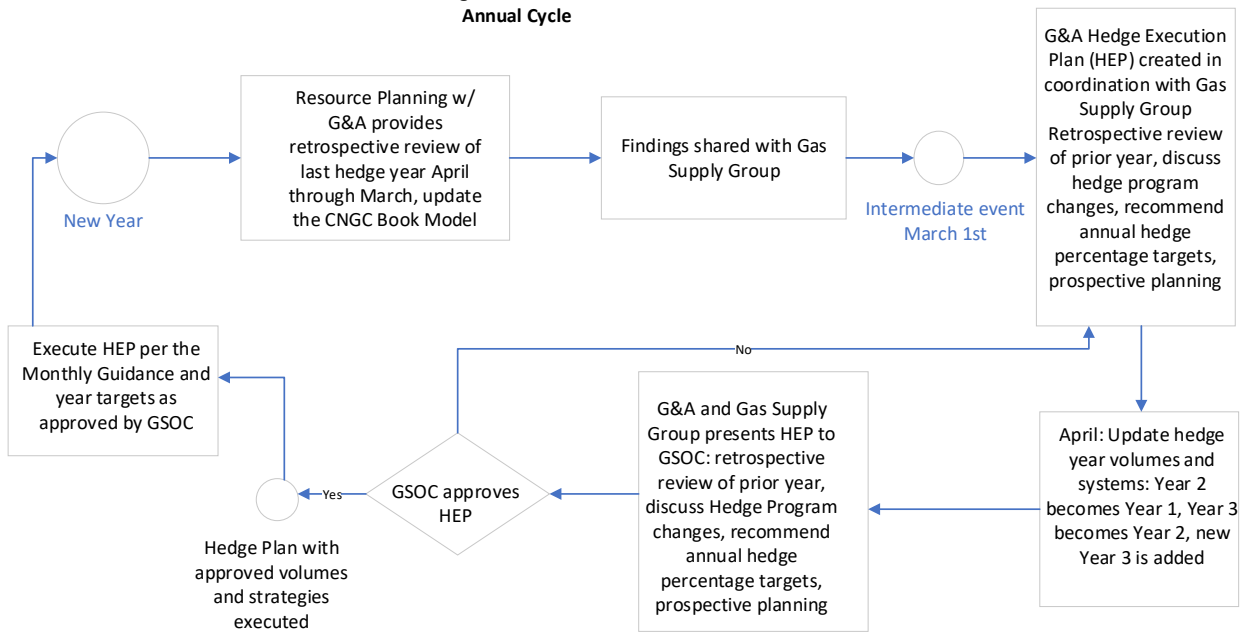 Annual Cycle
New Year
Resource Planning w/
G&A provides
retrospective review of
last hedge year April
through March, update
the CNGC Book Model
Findings shared with Gas
Supply Group
Intermediate event
March 1st
G&A Hedge Execution
Plan (HEP) created in
coordination with Gas
Supply Group
Retrospective review
of prior year, discuss
hedge program
changes, recommend
annual hedge
percentage targets,
prospective planning
April: Update hedge
year volumes and
systems: Year 2
becomes Year 1, Year 3
becomes Year 2, new
Year 3 is added
G&A and Gas Supply
Group presents HEP to
GSOC: retrospective
review of prior year,
discuss Hedge Program
changes, recommend
annual hedge
percentage targets,
prospective planning
GSOC approves
HEP
No
Yes
Hedge Plan with
approved volumes
and strategies
executed
Execute HEP per the
Monthly Guidance and
year targets as
approved by GSOC